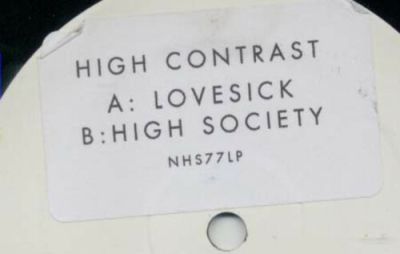 HIGH CONTRAST
A: LOVESICK
B:HIGH SOCIETY
NHS77LP